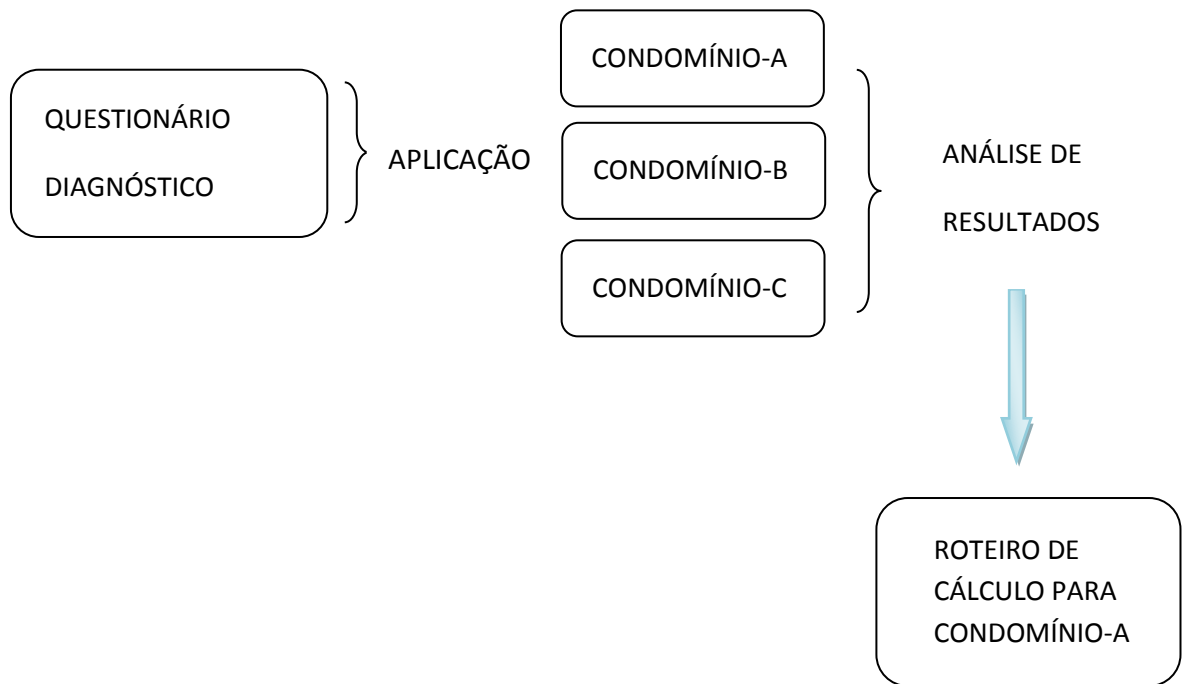 QUESTIONÁRIO
DIAGNÓSTICO
APLICAÇÃO
CONDOMÍNIO-A
CONDOMÍNIO-B
CONDOMÍNIO-C
ANÁLISE DE
RESULTADOS
ROTEIRO DE
CÁLCULO PARA
CONDOMÍNIO-A